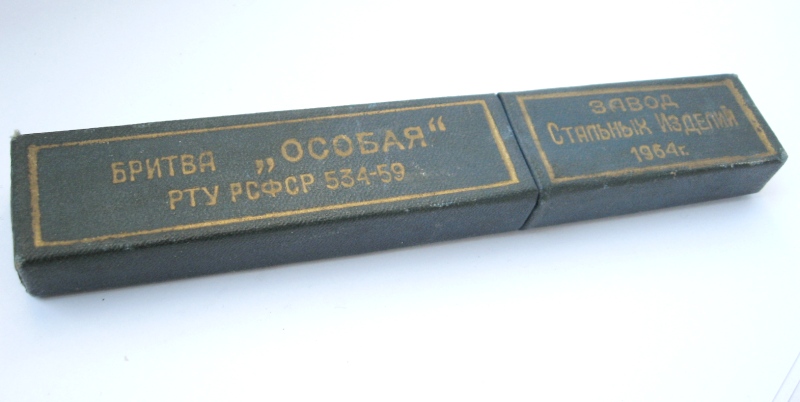 БРИТВА „ОСОБАЯ“
РТУ РСФСР 534-59
ЗАВОД
Стальных Изделий
1964г.